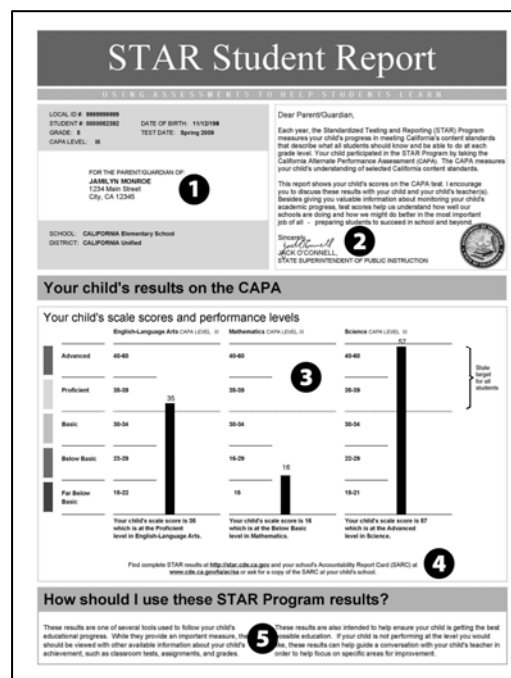 STAR Student Report
USING ASSESSMENTS TO HELP STUDENTS LEARN
LOCAL ID #: 9999999999
STUDENT #: 0000052382 DATE OF BIRTH: 11/12/198
GRADE: 5 TEST DATE: Spring 2009
CAPA LEVEL: III
FOR THE PARENT/GUARDIAN OF:
JAMILYN MONROE
1234 Main Street
City, CA 12345
1
SCHOOL: CALIFORNIA Elementary School
DISTRICT: CALIFORNIA Unified
Dear Parent/Guardian,
Each year, the Standardized Testing and Reporting (STAR) Program
measures your child's progress in meeting California's content standards
that describe what all students should know and be able to do at each
grade level. Your child participated in the STAR Program by taking the
California Alternate Performance Assessment (CAPA). The CAPA measures
your child's understanding of selected California content standards.
This report shows your child's scores on the CAPA test. I encourage
you to discuss these results with your child and your child's teacher(s).
Besides giving you valuable information about monitoring your child's
academic progress, test scores help us understand how well our
schools are doing and how we might do better in the most important
job of all - preparing students to succeed in school and beyond.
Sincerely,
2
JACK O'CONNELL,
STATE SUPERINTENDENT OF PUBLIC INSTRUCTION
Your child's results on the CAPA
Your child's scale scores and performance levels
English-Language Arts CAPA LEVEL III Mathematics CAPA LEVEL III Science CAPA LEVEL III
57
Advanced 40-60 40-60 40-60
State
target
for all
students
3
Proficient 35-39 35-39 35-39
35
Basic 30-34 30-34 30-34
Below Basic 23-29 16-29 22-29
16
Far Below
Basic
15-22 15 15-21
Your child's scale score is 35
which is at the Proficient
level in English-Language Arts.
Your child's scale score is 16
which is at the Below Basic
level in Mathematics.
Your child's scale score is 57
which is at the Advanced
level in Science.
Find complete STAR results at http://star.cde.ca.gov and your school's Accountability Report Card (SARC) at
www.cde.ca.gov/ta/ac/sa or ask for a copy of the SARC at your child's school.
4
How should I use these STAR Program results?
These results are one of several tools used to follow your child's
educational progress. While they provide an important measure, the
should be viewed with other available information about your child's
achievement, such as classroom tests, assignments, and grades.
5
These results are also intended to help ensure your child is getting the best
possible education. If your child is not performing at the level you would
like, these results can help guide a conversation with your child's teacher in
order to help focus on specific areas for improvement.